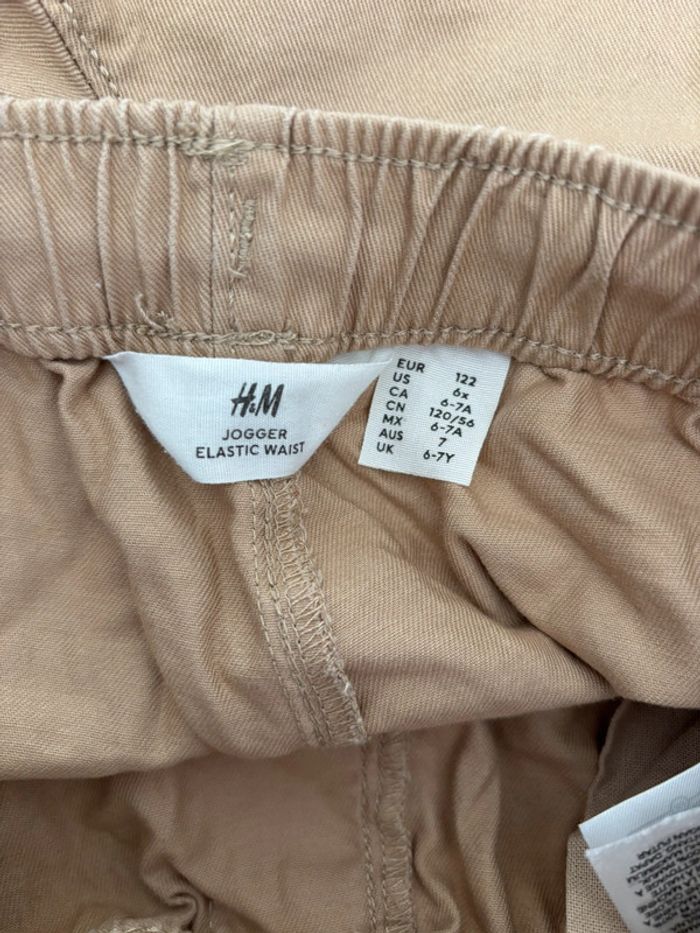 H&M
JOGGER
ELASTIC WAIST
EUR 122
US 6x
CA 6-7A
CN 120/56
MX 6-7A
AUS 7
UK 6-7Y